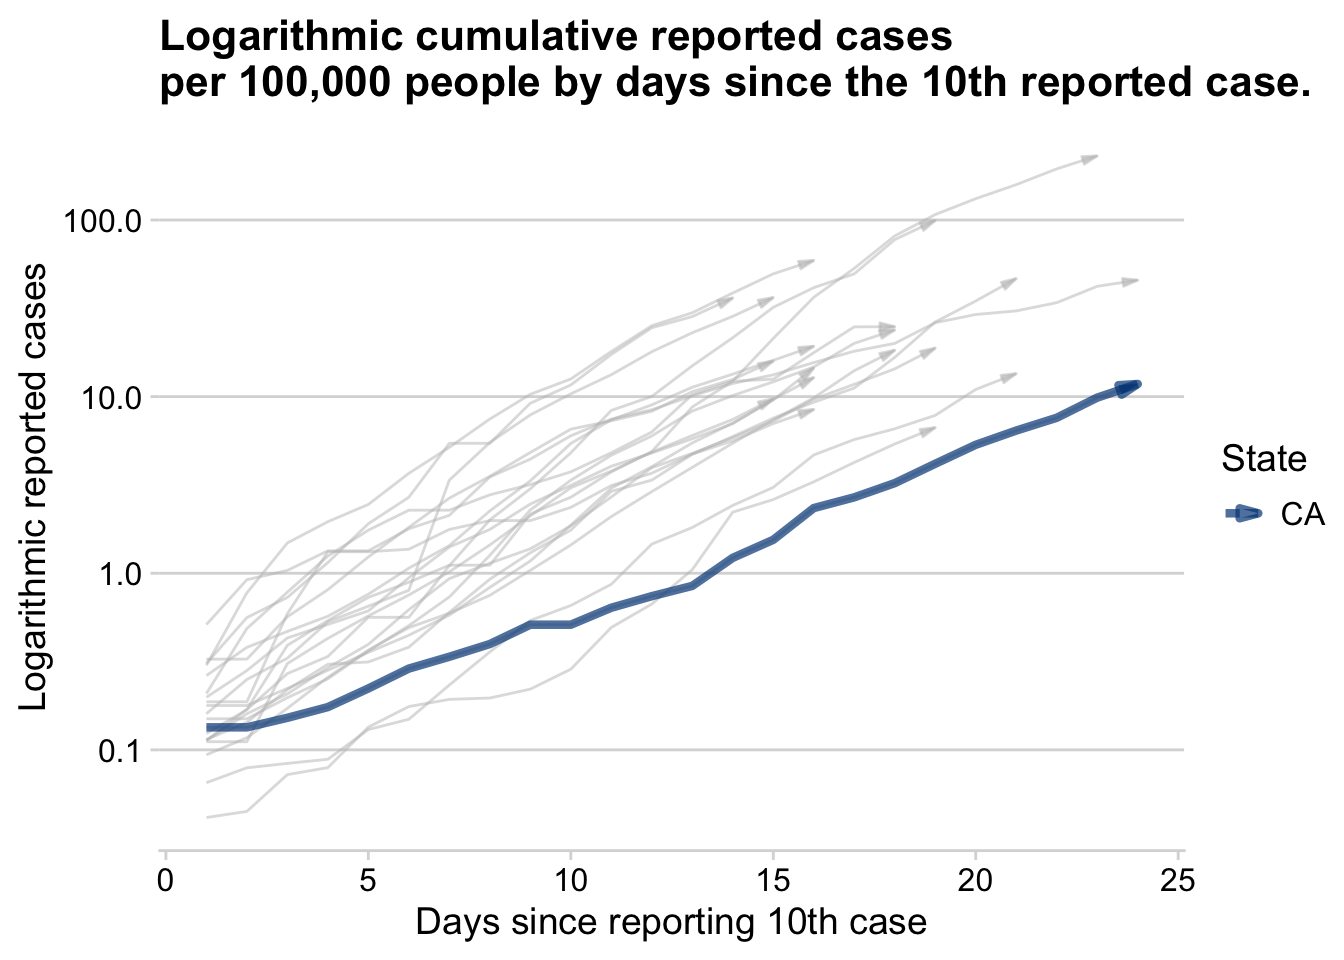 Logarithmic cumulative reported cases
per 100,000 people by days since the 10th reported case.
Logarithmic reported cases
100.0
10.0
1.0
0.1
0 5 10 15 20 25
Days since reporting 10th case
State
CA